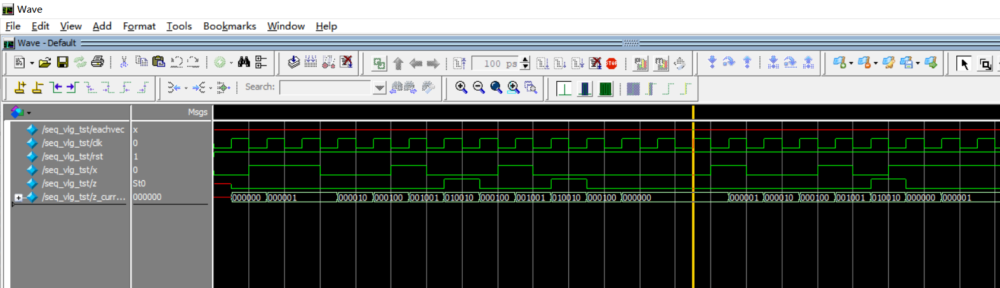 Wave
File Edit View Add Format Tools Bookmarks Window Help
Wave - Default
100 ps
STOP
Search:
Msgs
/seq_vlg_tst/eachvec x
/seq_vlg_tst/clk 0
/seq_vlg_tst/rst 1
/seq_vlg_tst/x 0
/seq_vlg_tst/z St0
/seq_vlg_tst/z_curr... 000000 000000 000001 000010 000100 001001 010010 000100 001001 010010 000100 000000 000001 000010 000100 001001 010010 000000 000001